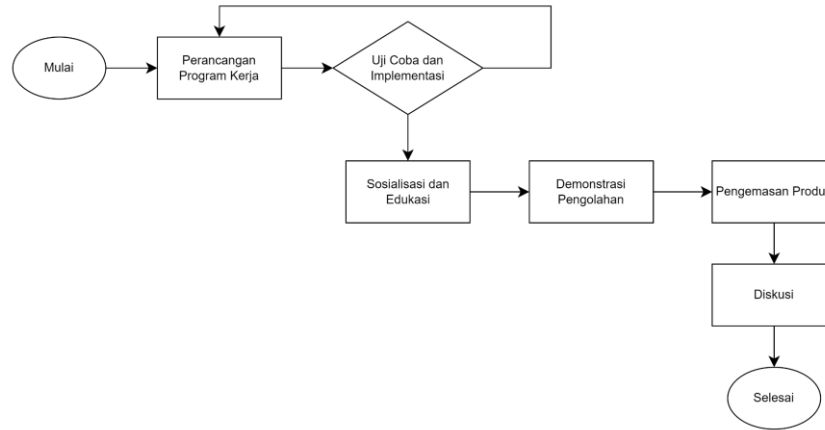 Mulai
Perancangan
Program Kerja
Uji Coba dan
Implementasi
Sosialisasi dan
Edukasi
Demonstrasi
Pengolahan
Pengemasan Produ
Diskusi
Selesai